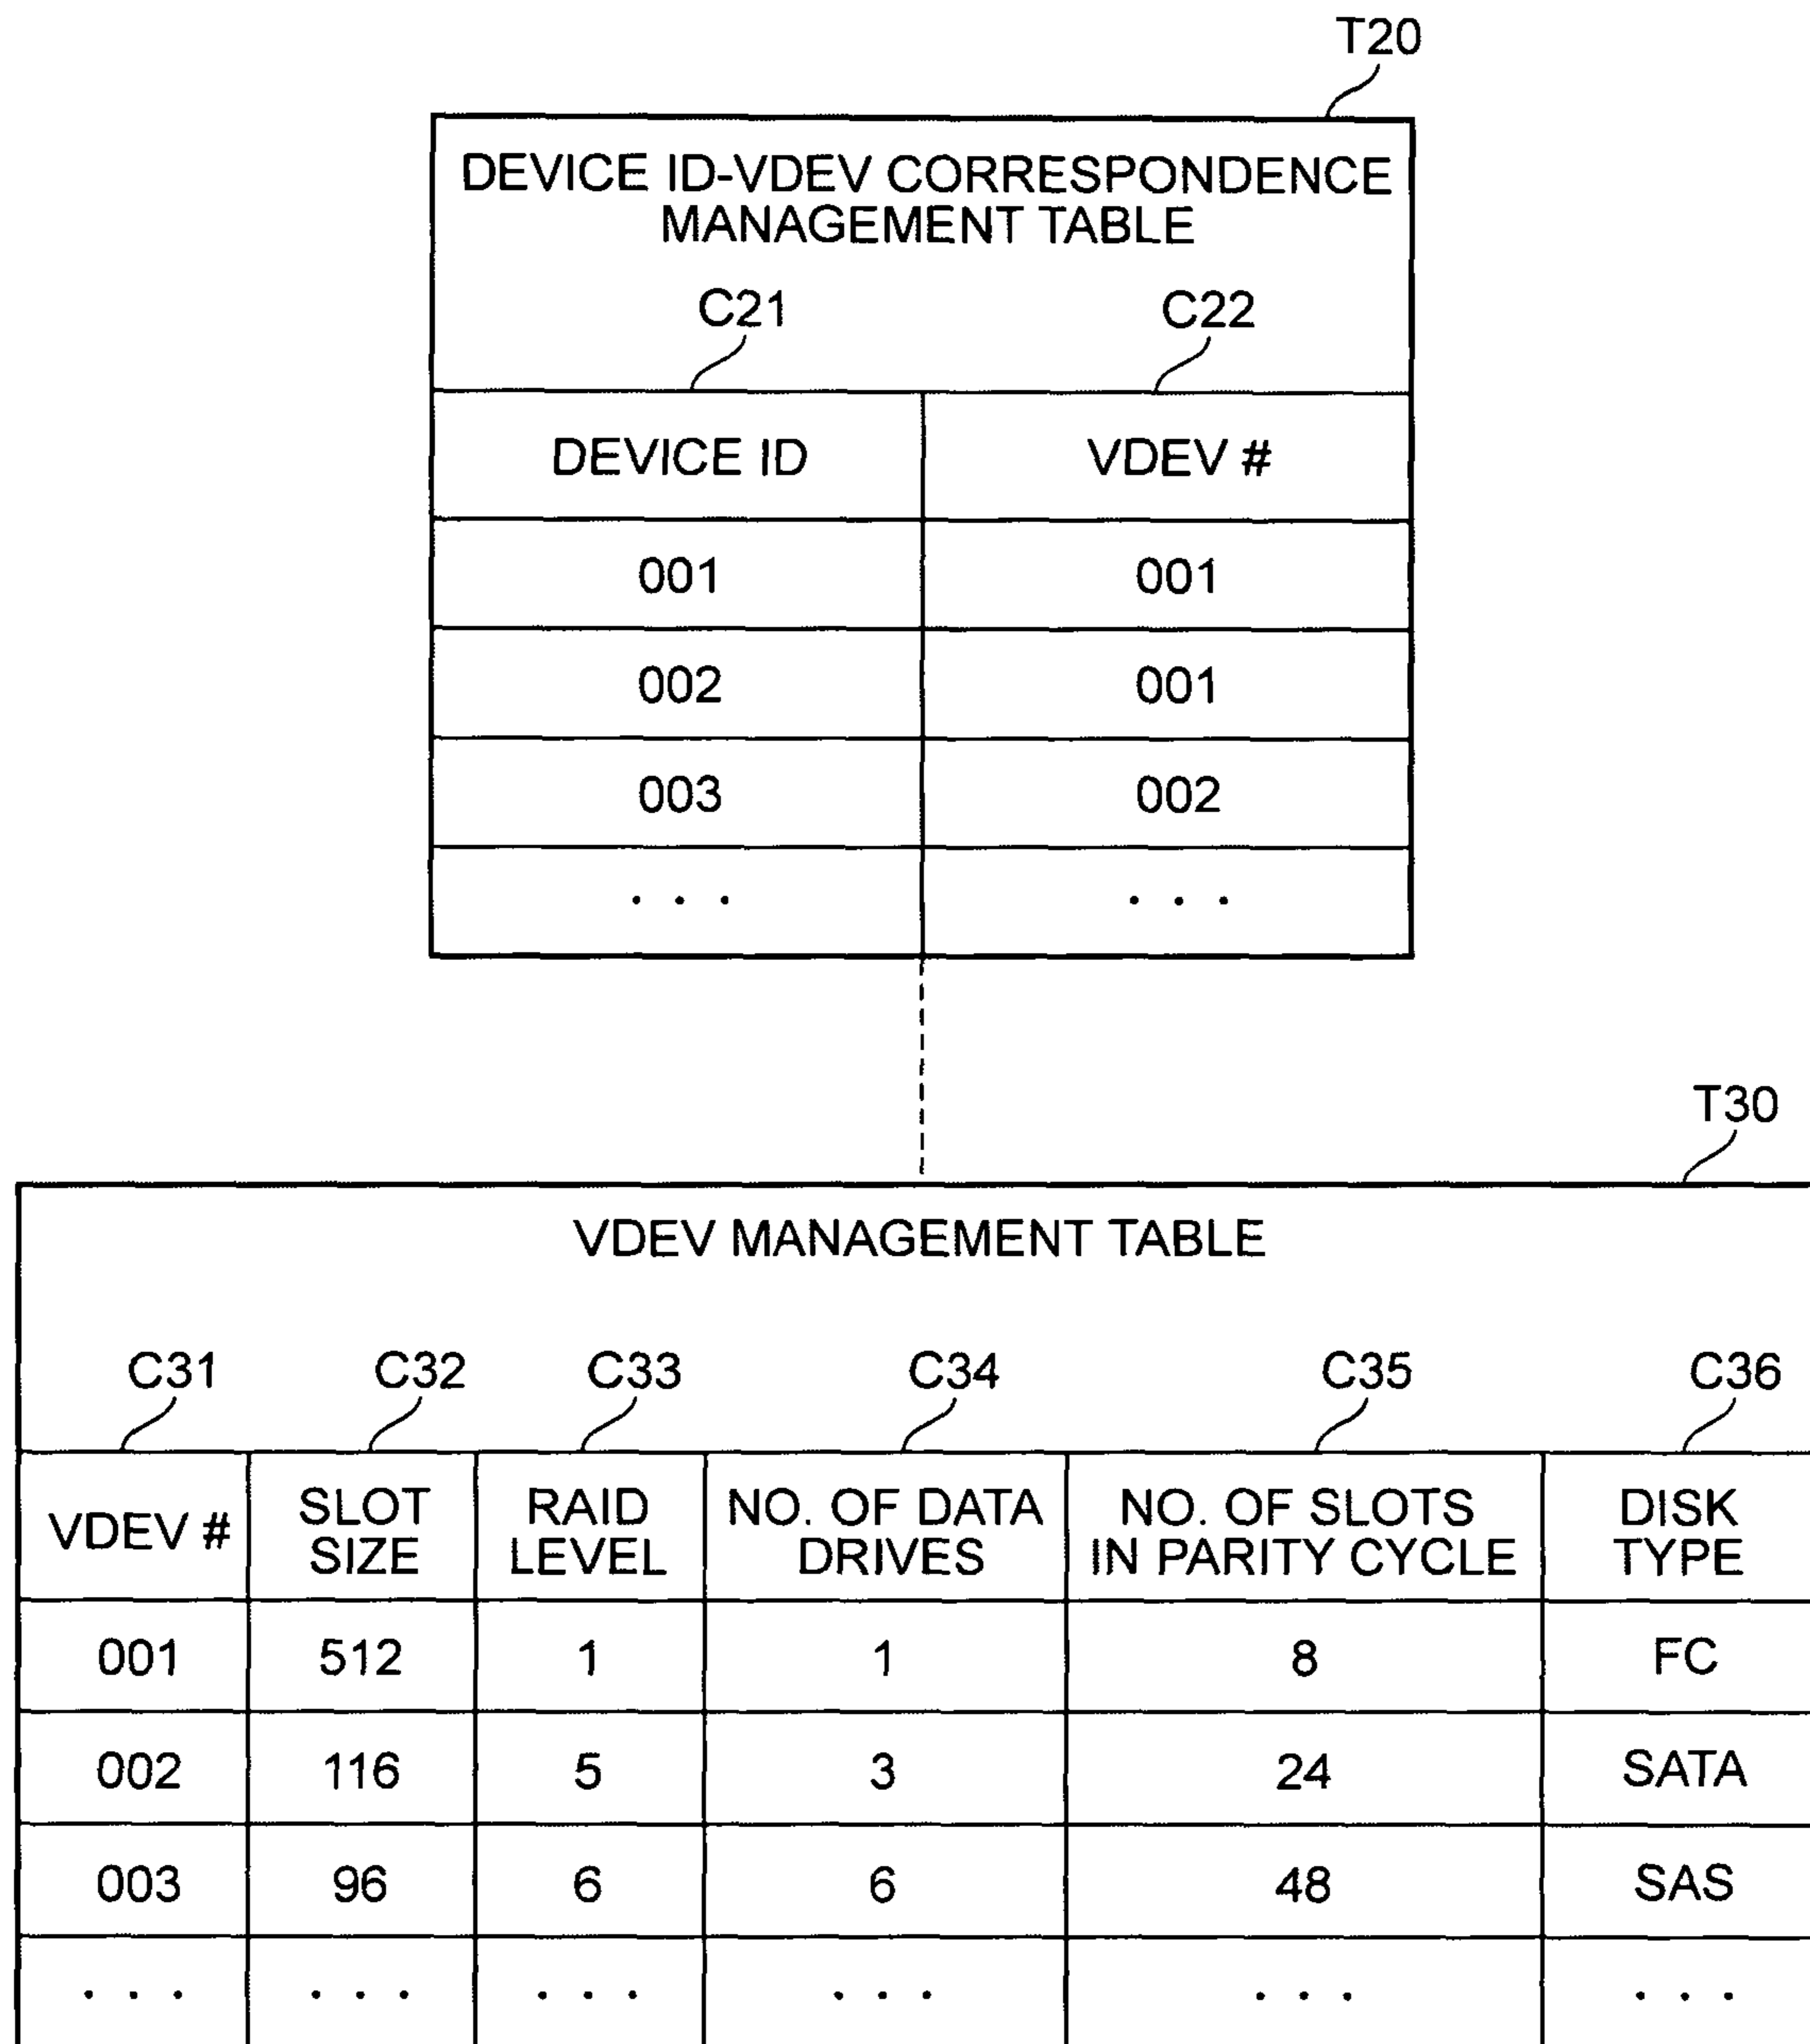 T20
DEVICE ID-VDEV CORRESPONDENCE
MANAGEMENT TABLE
C21 C22
DEVICE ID VDEV #
001 001
002 001
003 002
. . . . . .
T30
VDEV MANAGEMENT TABLE
C31 C32 C33 C34 C35 C36
VDEV # SLOT SIZE RAID LEVEL NO. OF DATA DRIVES NO. OF SLOTS IN PARITY CYCLE DISK TYPE
001 512 1 1 8 FC
002 116 5 3 24 SATA
003 96 6 6 48 SAS
. . . . . . . . . . . . . . . . . .